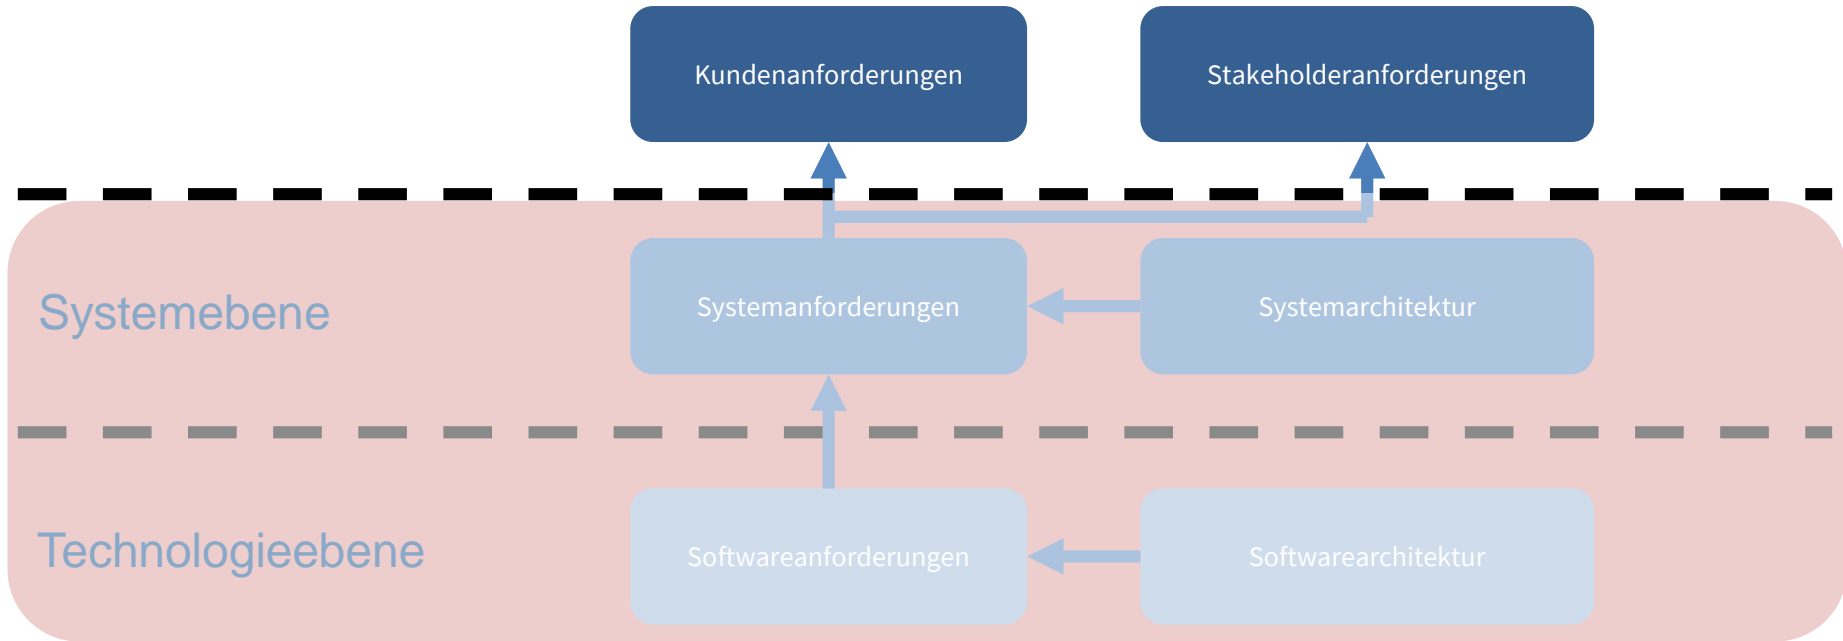 Kundenanforderungen
Stakeholderanforderungen
Systemebene
Systemanforderungen
Systemarchitektur
Technologieebene
Softwareanforderungen
Softwarearchitektur